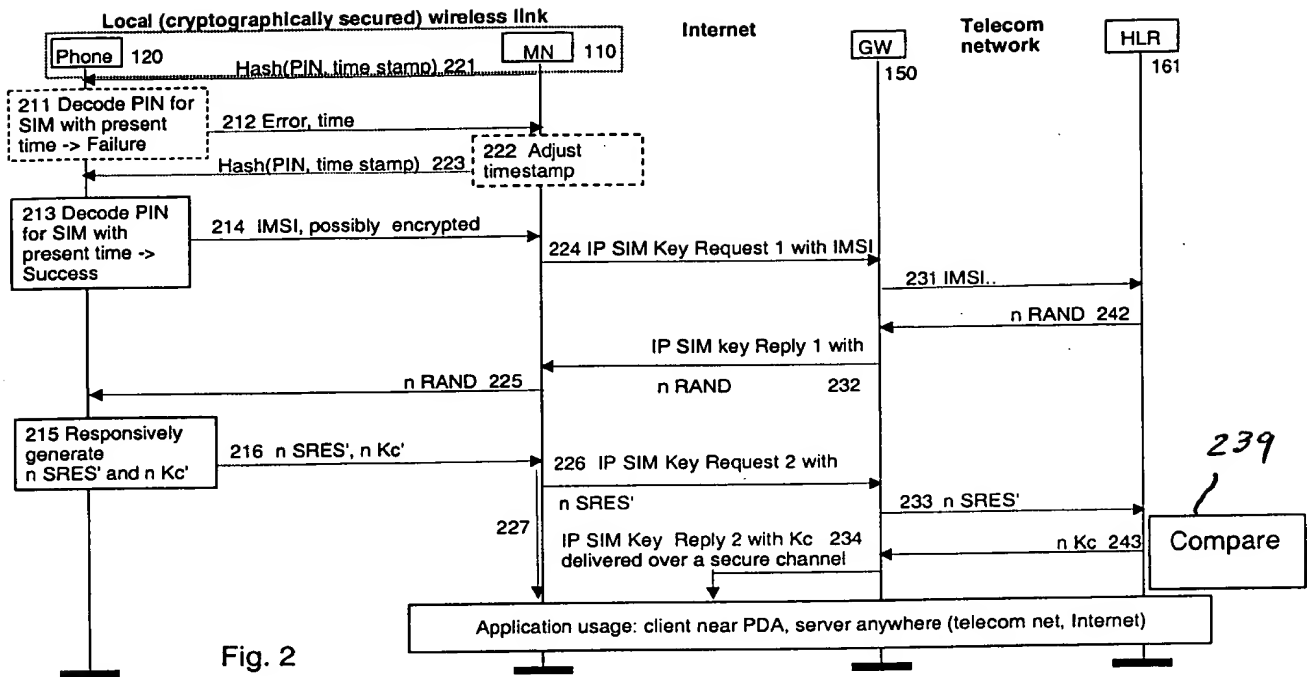 Local (cryptographically secured) wireless link
Internet
Telecom
network
Phone 120
MN 110
GW
150
HLR
161
Hash(PIN, time stamp) 221
211 Decode PIN for
SIM with present
time -> Failure
212 Error, time
222 Adjust
timestamp
Hash(PIN, time stamp) 223
213 Decode PIN
for SIM with
present time ->
Success
214 IMSI, possibly encrypted
224 IP SIM Key Request 1 with IMSI
231 IMSI..
n RAND 242
IP SIM key Reply 1 with
n RAND 232
n RAND 225
215 Responsively
generate
n SRES' and n Kc'
216 n SRES', n Kc'
226 IP SIM Key Request 2 with
n SRES'
233 n SRES'
239
Compare
227
IP SIM Key Reply 2 with Kc 234
delivered over a secure channel
n Kc 243
Application usage: client near PDA, server anywhere (telecom net, Internet)
Fig. 2